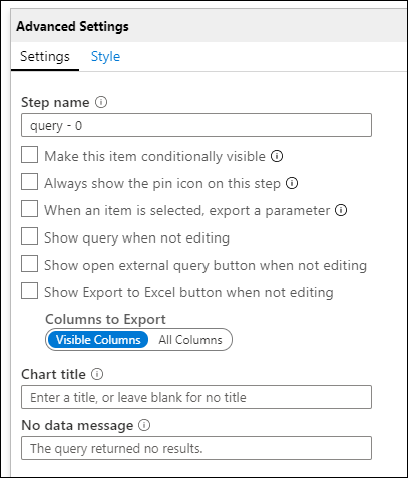 Advanced Settings
Settings Style
Step name
query - 0
Make this item conditionally visible
Always show the pin icon on this step
When an item is selected, export a parameter
Show query when not editing
Show open external query button when not editing
Show Export to Excel button when not editing
Columns to Export
Visible Columns All Columns
Chart title
Enter a title, or leave blank for no title
No data message
The query returned no results.